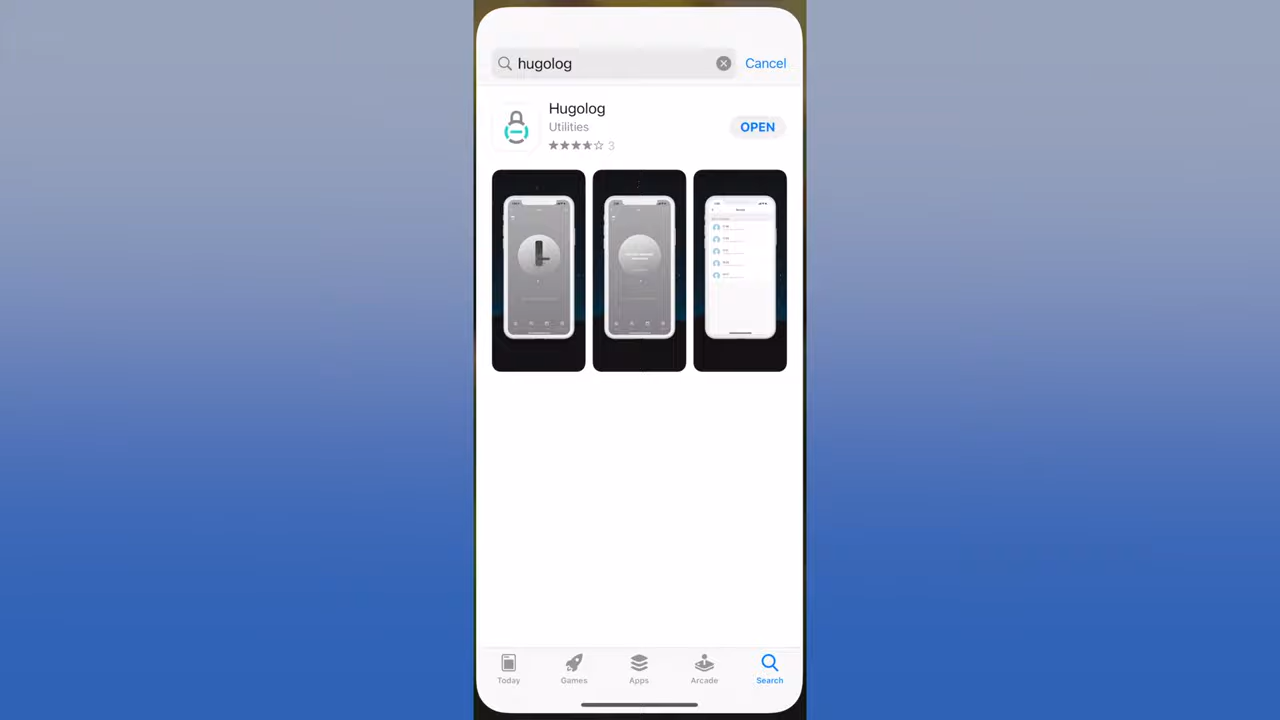 hugolog
Cancel
Hugolog
Utilities
OPEN
3
Today
Games
Apps
Arcade
Search